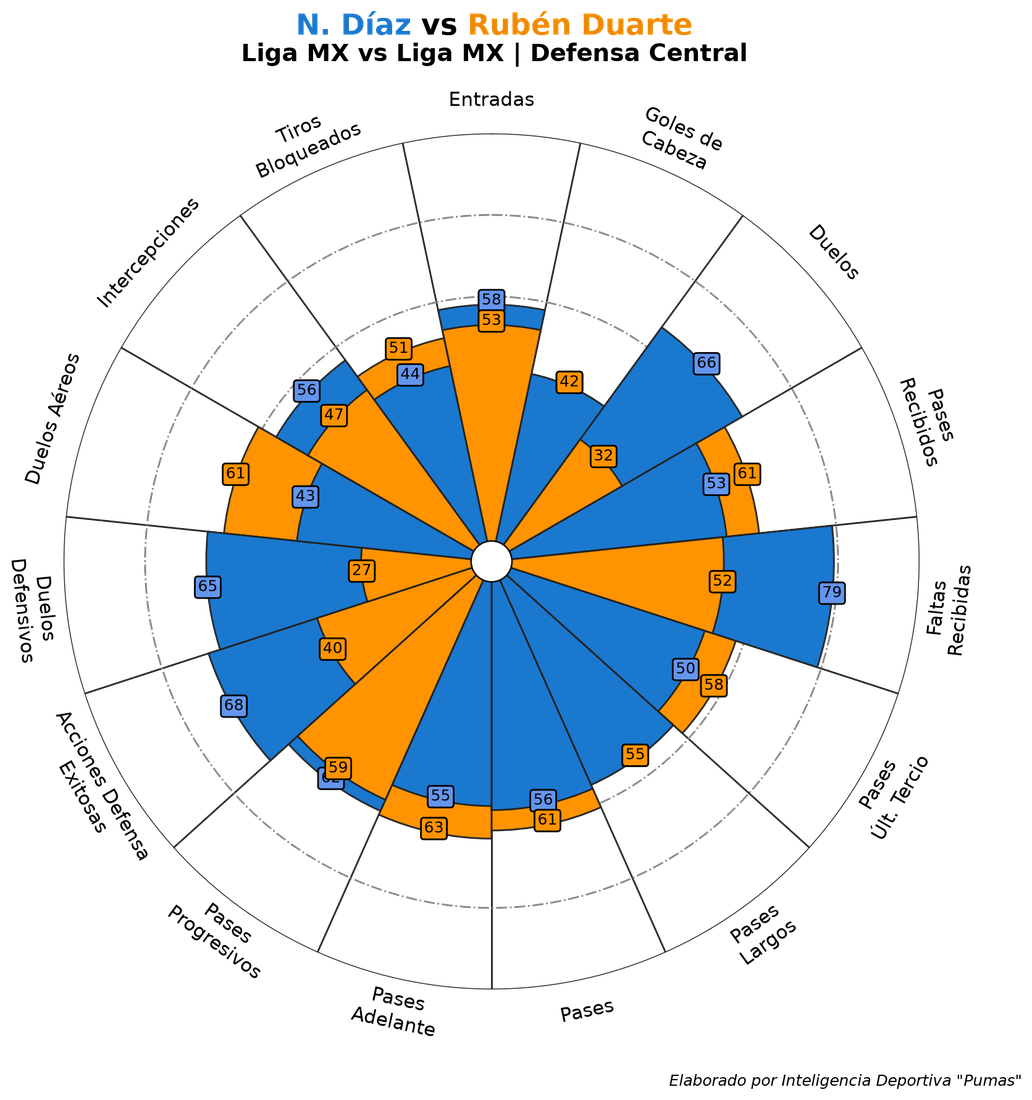 N. Díaz vs Rubén Duarte
Liga MX vs Liga MX | Defensa Central
Entradas
Goles de
Cabeza
Duelos
Pases
Recibidos
Faltas
Recibidas
Pases
Últ. Tercio
Pases
Largos
Pases
Pases
Adelante
Pases
Progresivos
Acciones Defensa
Exitosas
Duelos
Defensivos
Duelos Aéreos
Intercepciones
Tiros
Bloqueados
58
53
42
66
32
53
61
52
79
50
58
55
56
61
55
63
59
68
40
65
27
61
43
56
47
51
44
Elaborado por Inteligencia Deportiva "Pumas"